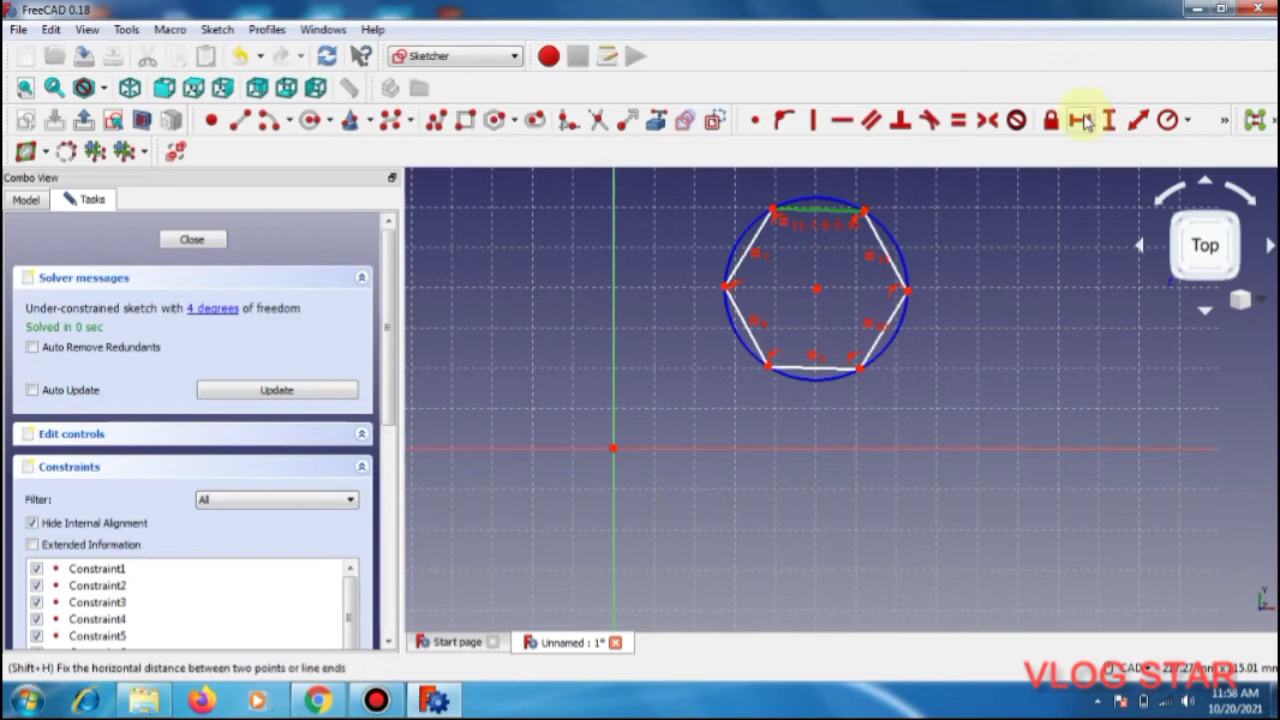 FreeCAD 0.18
File Edit View Tools Macro Sketch Profiles Windows Help
Sketcher
Combo View
Model Tasks
Close
Solver messages
Under-constrained sketch with 4 degrees of freedom
Solved in 0 sec
Auto Remove Redundants
Auto Update Update
Edit controls
Constraints
Filter: All
Hide Internal Alignment
Extended Information
Constraint1
Constraint2
Constraint3
Constraint4
Constraint5
Top
Start page Unnamed : 1*
(Shift+H) Fix the horizontal distance between two points or line ends
CAD
VLOG STAR
11:58 AM
10/20/2021